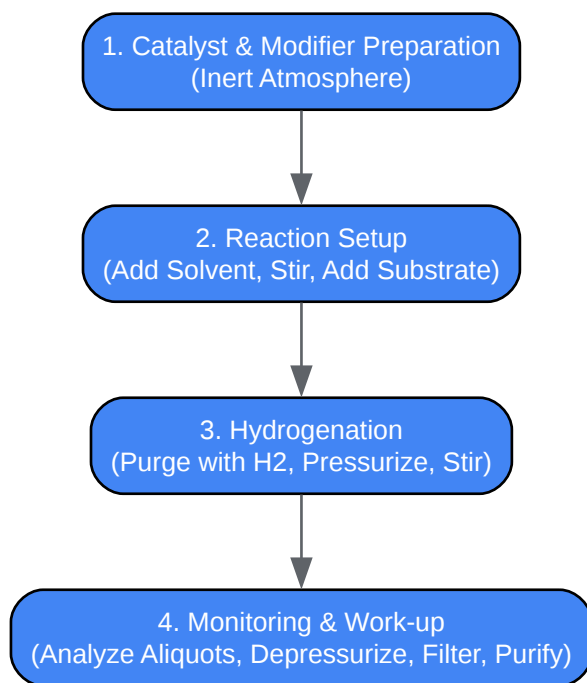 1. Catalyst & Modifier Preparation
(Inert Atmosphere)
2. Reaction Setup
(Add Solvent, Stir, Add Substrate)
3. Hydrogenation
(Purge with H2, Pressurize, Stir)
4. Monitoring & Work-up
(Analyze Aliquots, Depressurize, Filter, Purify)